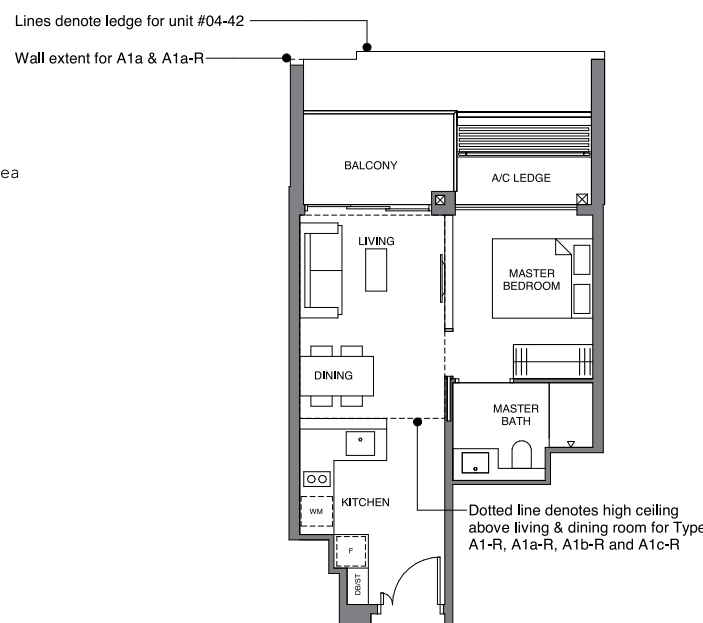 Lines denote ledge for unit #04-42
Wall extent for A1a & A1a-R
ea
BALCONY
A/C LEDGE
LIVING
MASTER
BEDROOM
DINING
MASTER
BATH
KITCHEN
WM
Dotted line denotes high ceiling
above living & dining room for Type
A1-R, A1a-R, A1b-R and A1c-R
F
DB/ST